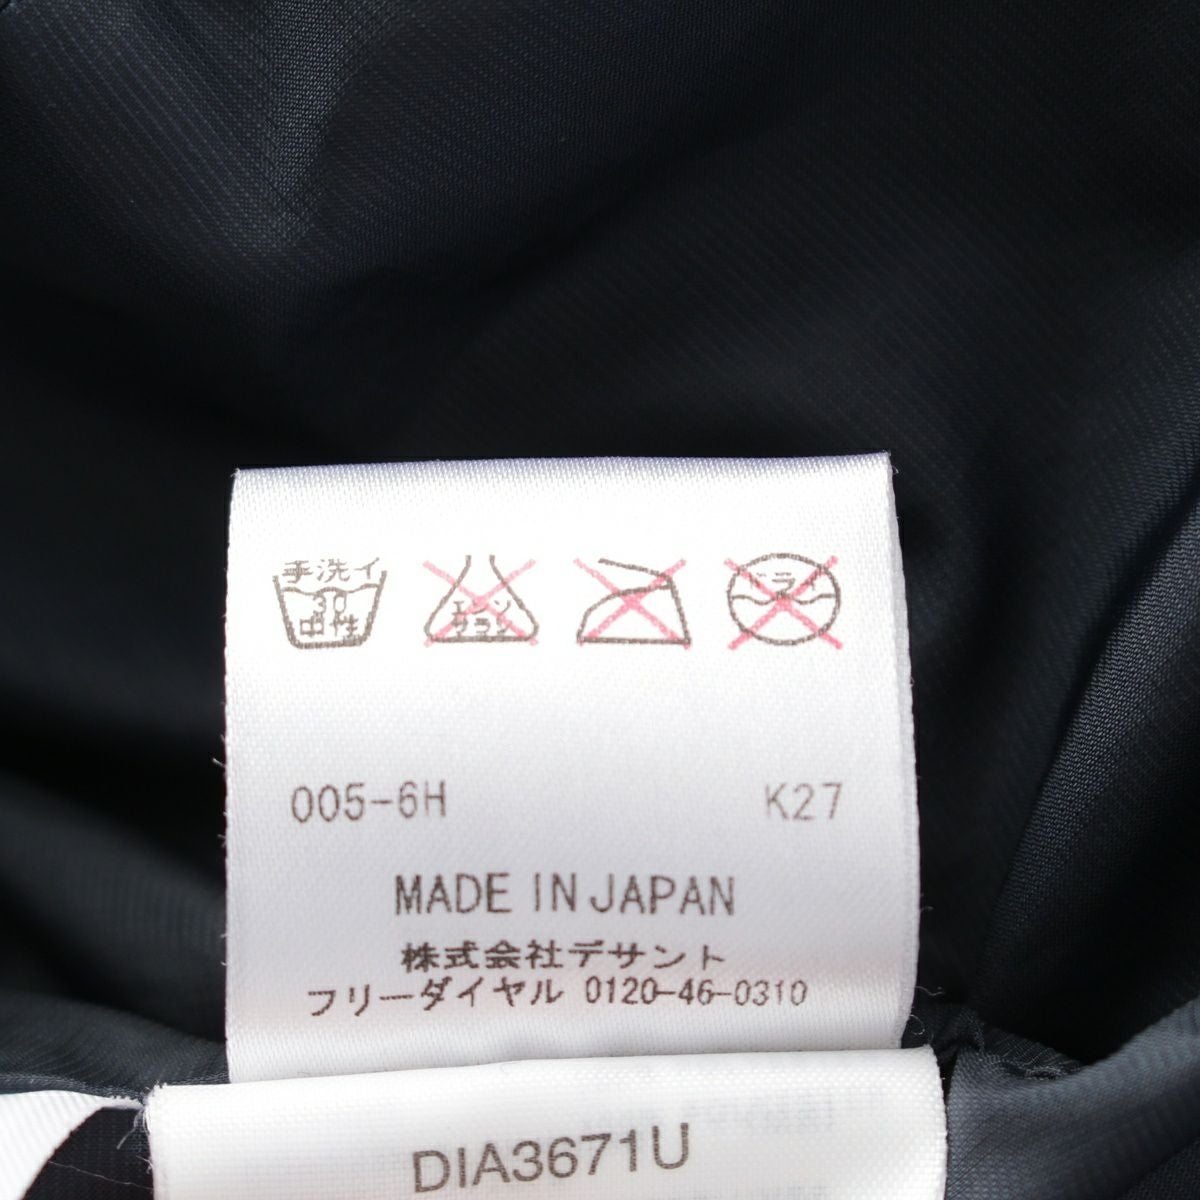 手洗イ
30
中性
エンソ
サラシ
ドライ
005-6H K27
MADE IN JAPAN
株式会社デサント
フリーダイヤル 0120-46-0310
DIA3671U